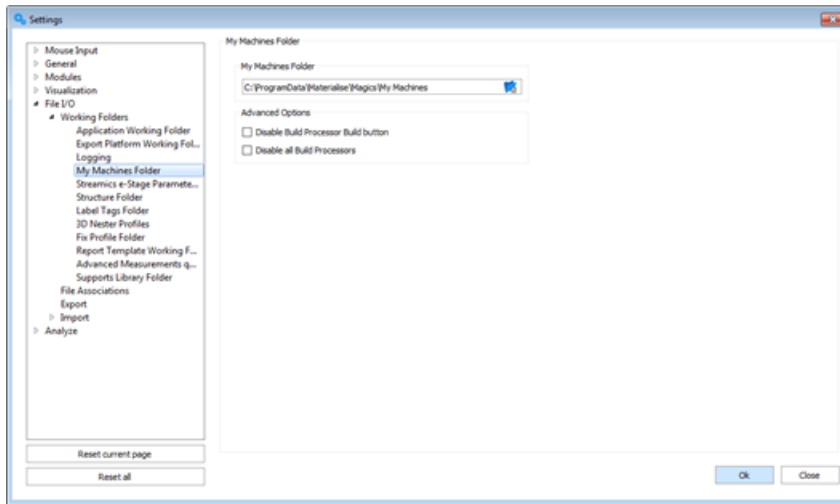 Settings
Mouse Input
General
Modules
Visualization
File I/O
Working Folders
Application Working Folder
Export Platform Working Fol...
Logging
My Machines Folder
Streamics e-Stage Paramete...
Structure Folder
Label Tags Folder
3D Nester Profiles
Fix Profile Folder
Report Template Working F...
Advanced Measurements q...
Supports Library Folder
File Associations
Export
Import
Analyze
Reset current page
Reset all
My Machines Folder
My Machines Folder
C:\ProgramData\Materialise\Magics\My Machines
Advanced Options
Disable Build Processor Build button
Disable all Build Processors
Ok
Close